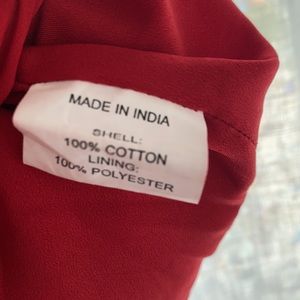 MADE IN INDIA
SHELL:
100% COTTON
LINING:
100% POLYESTER